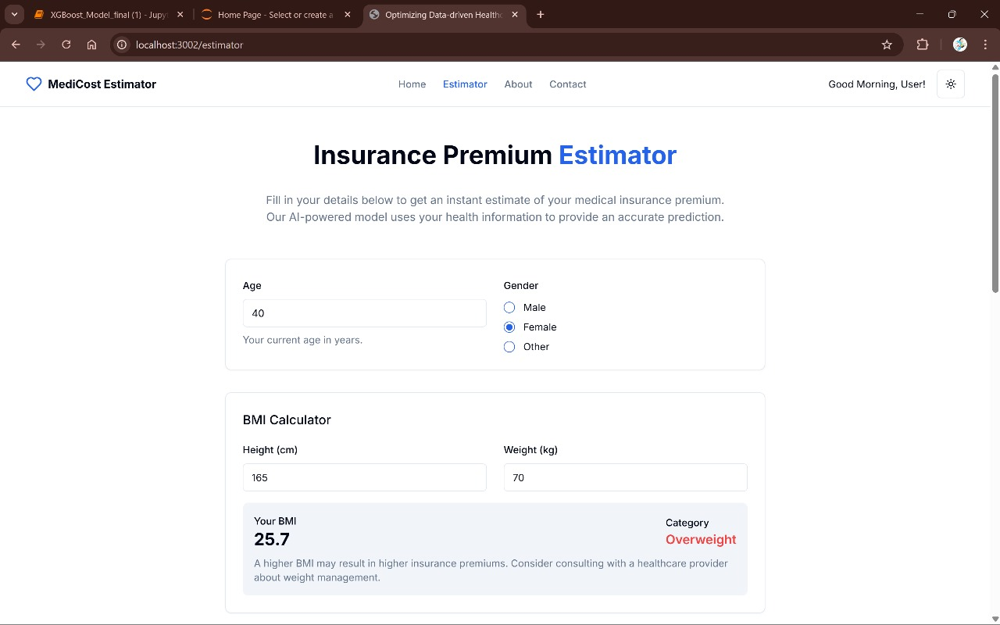 XGBoost_Model_final (1) - Jupyt
Home Page - Select or create a
Optimizing Data-driven Healthc
localhost:3002/estimator
MediCost Estimator
Home
Estimator
About
Contact
Good Morning, User!
Insurance Premium Estimator
Fill in your details below to get an instant estimate of your medical insurance premium.
Our AI-powered model uses your health information to provide an accurate prediction.
Age
40
Your current age in years.
Gender
Male
Female
Other
BMI Calculator
Height (cm)
165
Weight (kg)
70
Your BMI
25.7
Category
Overweight
A higher BMI may result in higher insurance premiums. Consider consulting with a healthcare provider
about weight management.